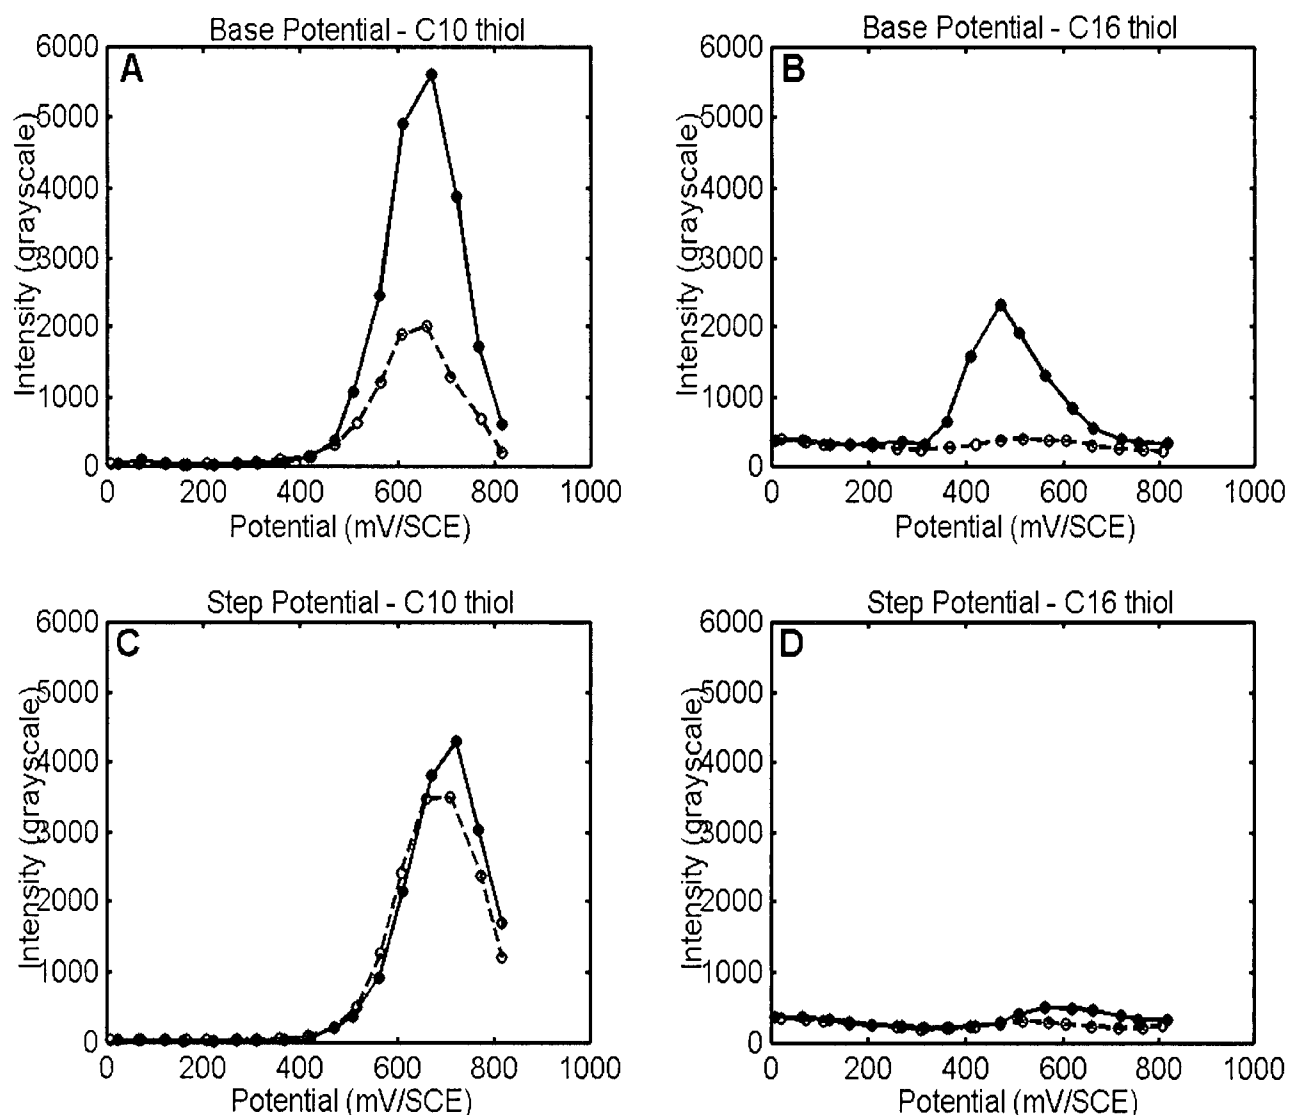 Base Potential - C10 thiol
A
6000
5000
4000
3000
2000
1000
0
Intensity (grayscale)
0 200 400 600 800 1000
Potential (mV/SCE)
Base Potential - C16 thiol
B
6000
5000
4000
3000
2000
1000
0
Intensity (grayscale)
0 200 400 600 800 1000
Potential (mV/SCE)
Step Potential - C10 thiol
C
6000
5000
4000
3000
2000
1000
0
Intensity (grayscale)
0 200 400 600 800 1000
Potential (mV/SCE)
Step Potential - C16 thiol
D
6000
5000
4000
3000
2000
1000
0
Intensity (grayscale)
0 200 400 600 800 1000
Potential (mV/SCE)